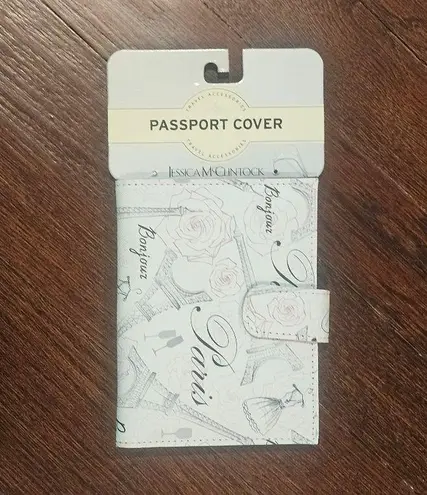 TRAVEL ACCESSORIES
PASSPORT COVER
TRAVEL ACCESSORIES
JESSICA McCLINTOCK
Bonjour
Bonjour
P
Paris